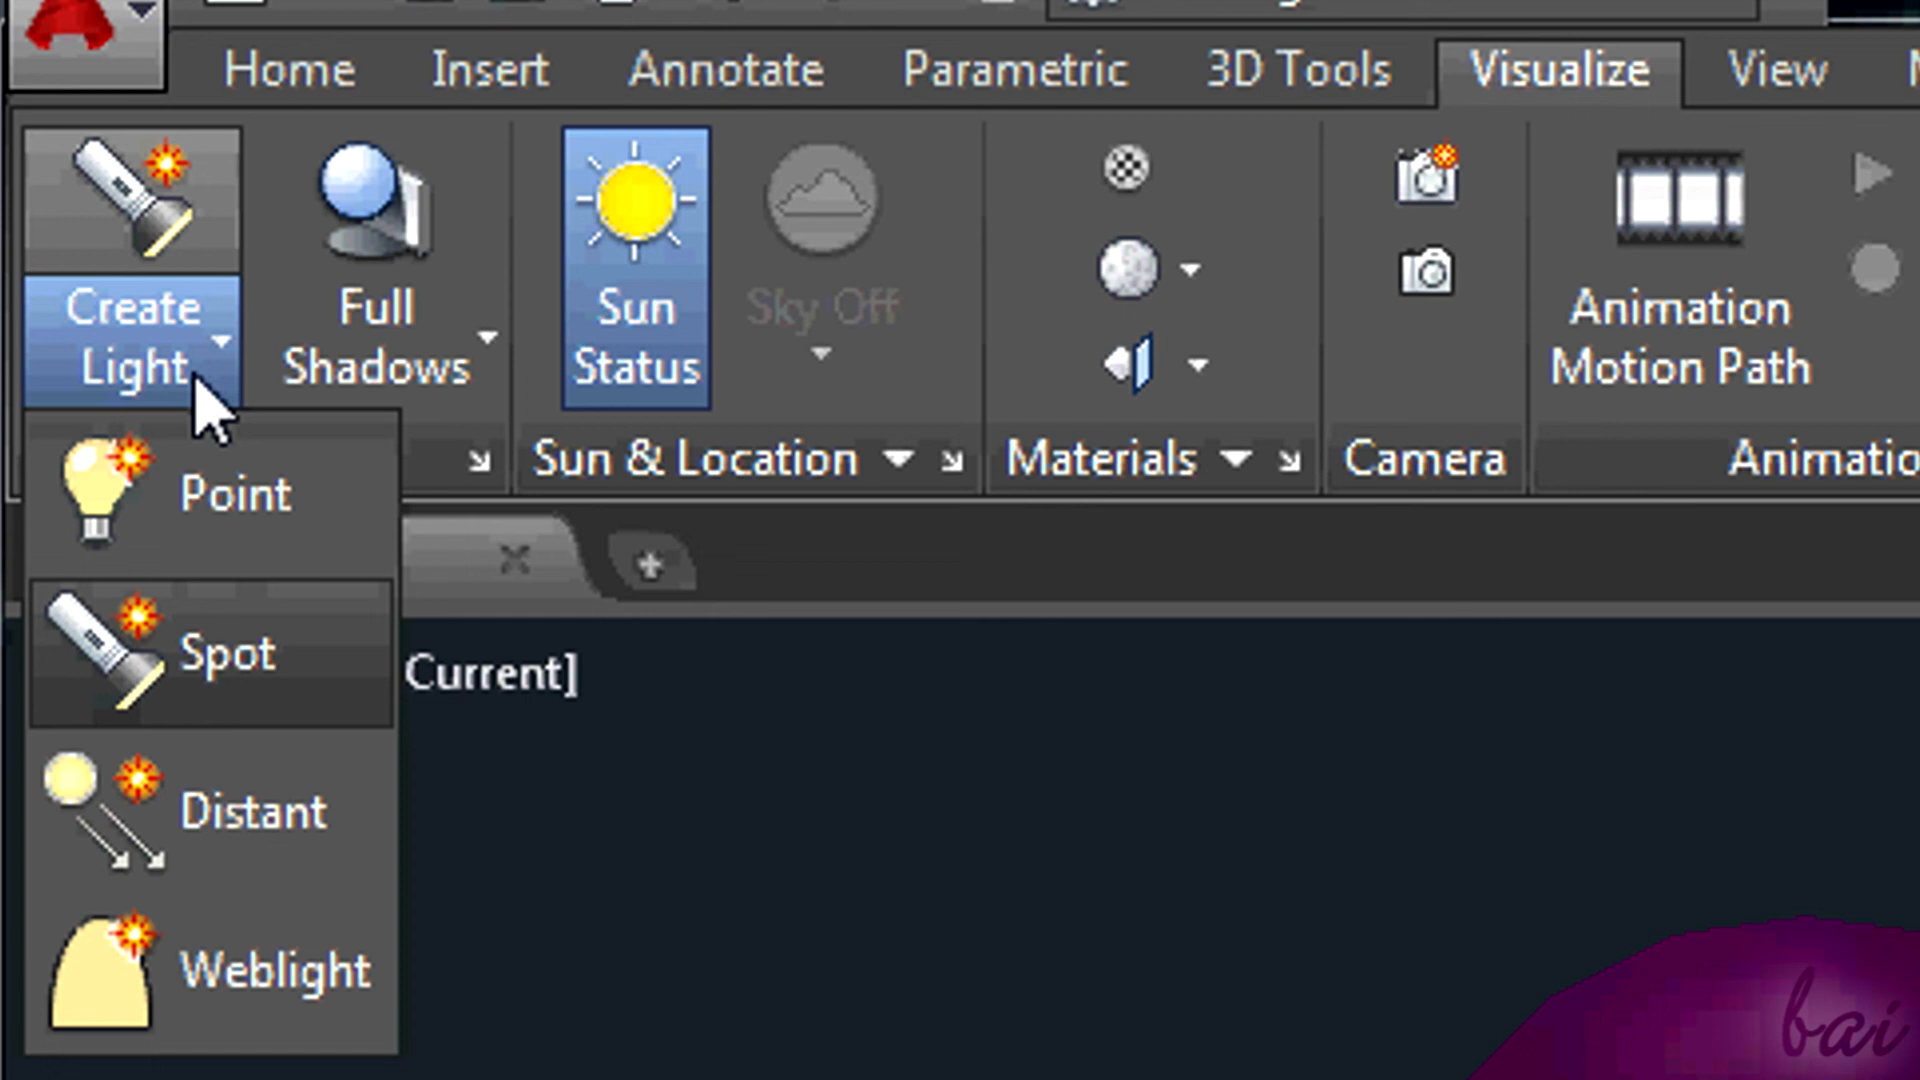 Home Insert Annotate Parametric 3D Tools Visualize View
Create
Light
Full
Shadows
Sun
Status
Sky Off
Animation
Motion Path
Sun & Location
Materials
Camera
Animatio
Point
Spot
Distant
Weblight
Current]
bai